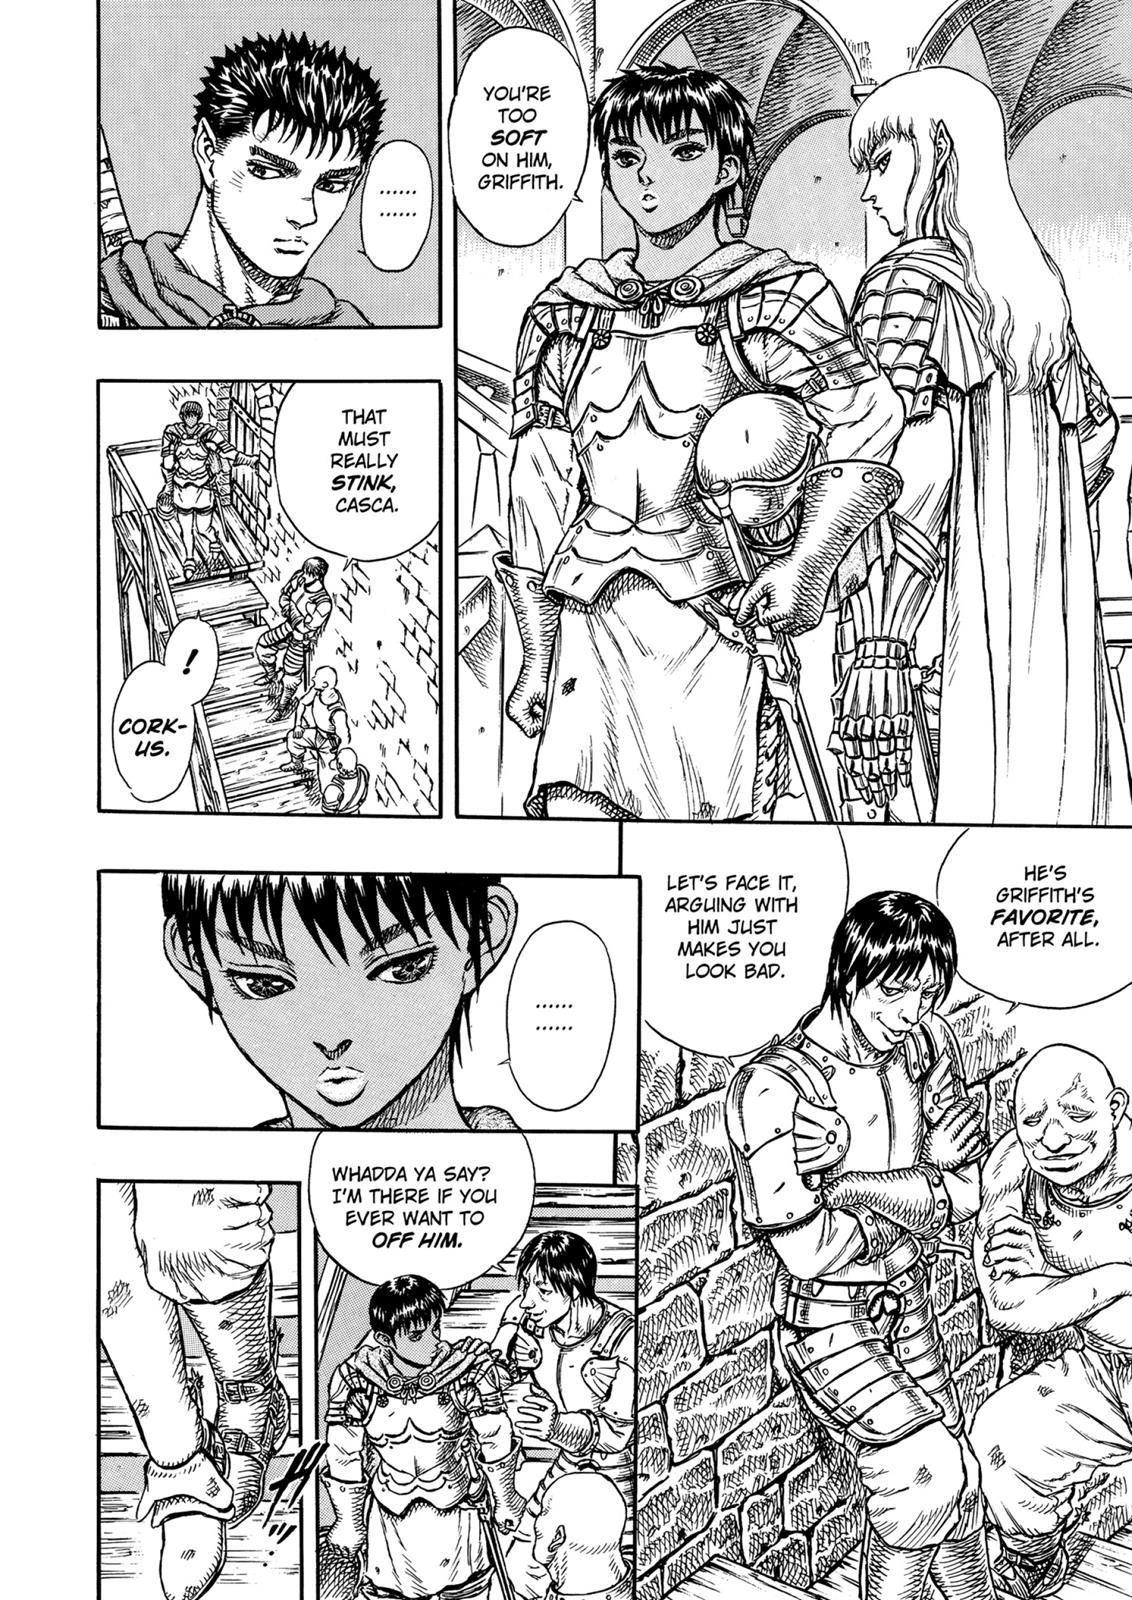 YOU'RE
TOO
SOFT
ON HIM,
GRIFFITH.
......
......
THAT
MUST
REALLY
STINK,
CASCA.
!
CORK-
US.
HE'S
GRIFFITH'S
FAVORITE,
AFTER ALL.
LET'S FACE IT,
ARGUING WITH
HIM JUST
MAKES YOU
LOOK BAD.
......
......
WHADDA YA SAY?
I'M THERE IF YOU
EVER WANT TO
OFF HIM.